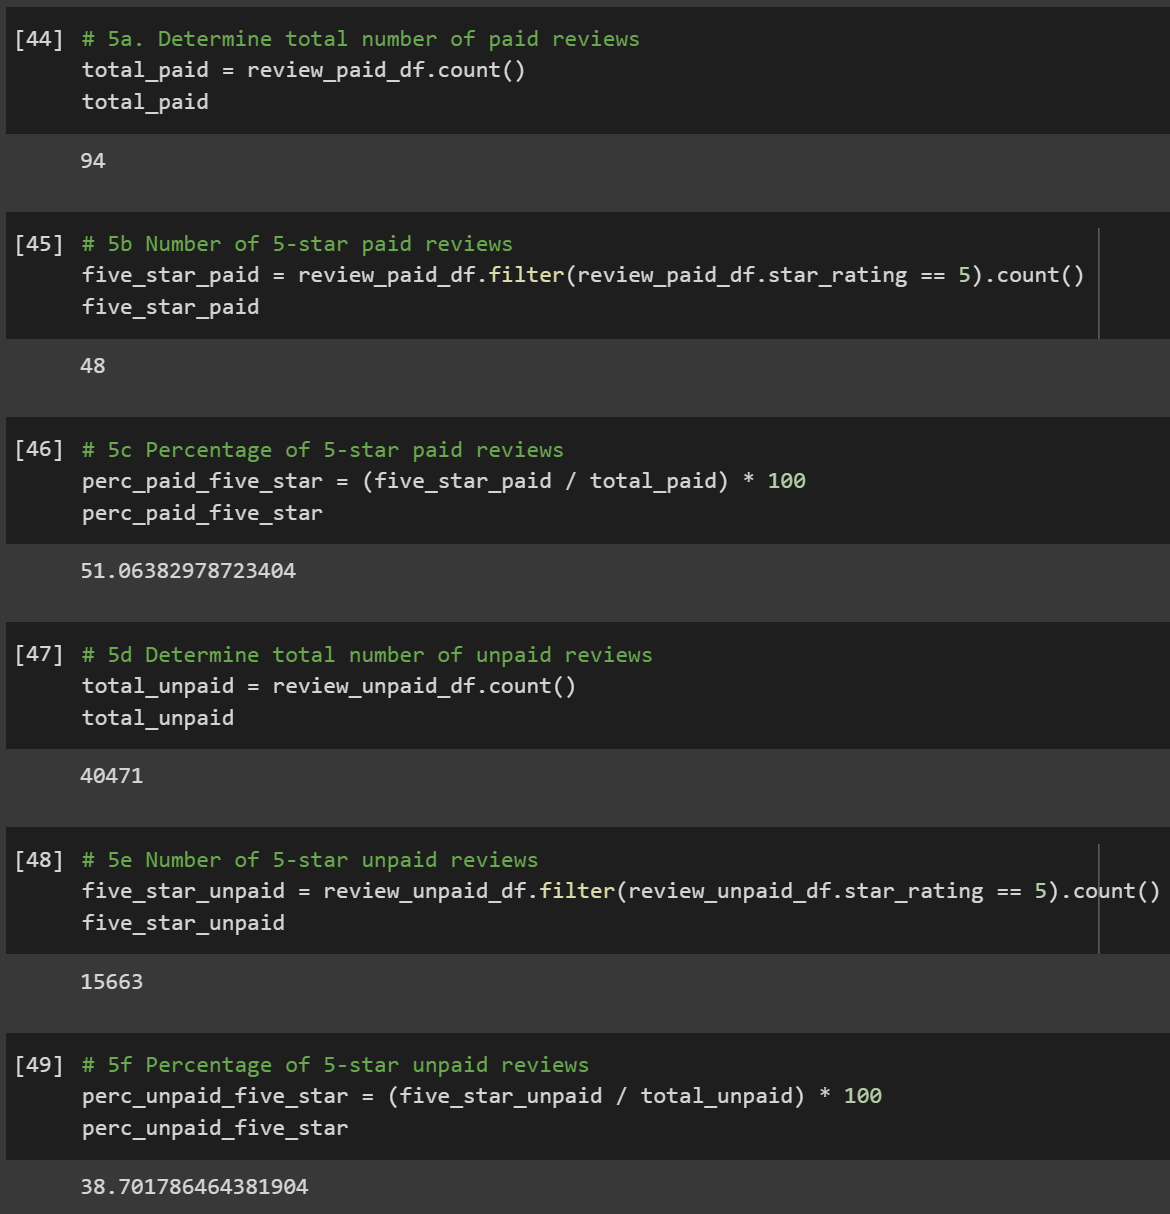 [44] # 5a. Determine total number of paid reviews
total_paid = review_paid_df.count()
total_paid
94
[45] # 5b Number of 5-star paid reviews
five_star_paid = review_paid_df.filter(review_paid_df.star_rating == 5).count()
five_star_paid
48
[46] # 5c Percentage of 5-star paid reviews
perc_paid_five_star = (five_star_paid / total_paid) * 100
perc_paid_five_star
51.06382978723404
[47] # 5d Determine total number of unpaid reviews
total_unpaid = review_unpaid_df.count()
total_unpaid
40471
[48] # 5e Number of 5-star unpaid reviews
five_star_unpaid = review_unpaid_df.filter(review_unpaid_df.star_rating == 5).count()
five_star_unpaid
15663
[49] # 5f Percentage of 5-star unpaid reviews
perc_unpaid_five_star = (five_star_unpaid / total_unpaid) * 100
perc_unpaid_five_star
38.701786464381904